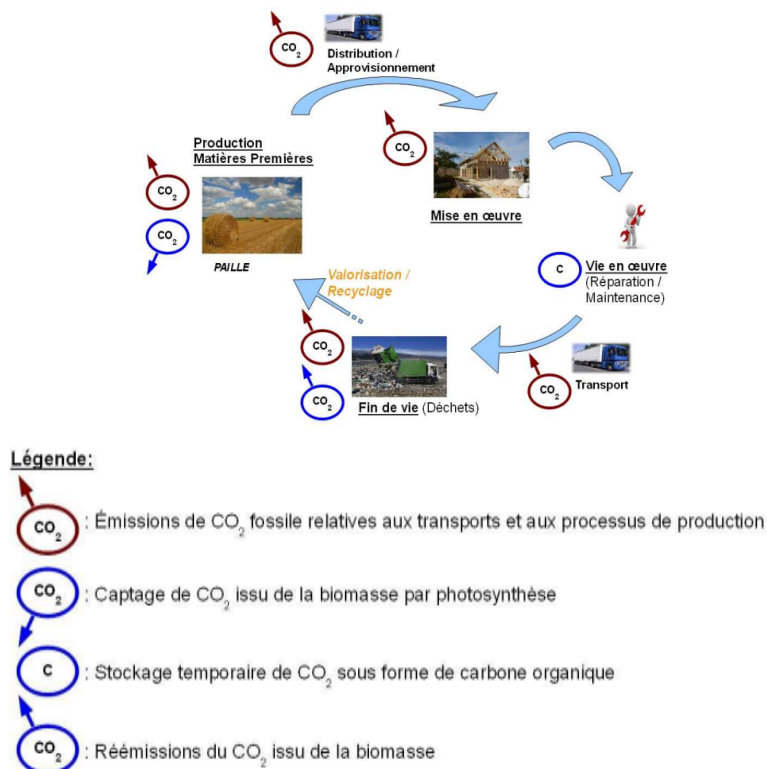 CO2
Distribution /
Approvisionnement
Production
Matières Premières
CO2
CO2
PAILLE
CO2
Mise en œuvre
C
Vie en œuvre
(Réparation /
Maintenance)
Valorisation /
Recyclage
CO2
CO2
Fin de vie (Déchets)
CO2
Transport
Légende:
CO2 : Émissions de CO2 fossile relatives aux transports et aux processus de production
CO2 : Captage de CO2 issu de la biomasse par photosynthèse
C : Stockage temporaire de CO2 sous forme de carbone organique
CO2 : Réémissions du CO2 issu de la biomasse